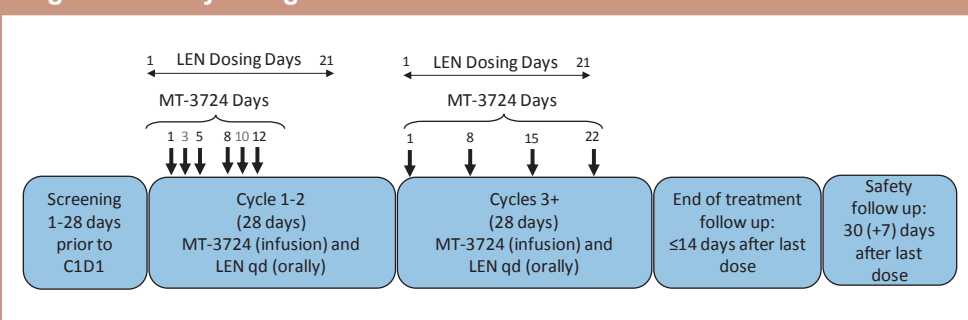 1 LEN Dosing Days 21
MT-3724 Days
1 3 5 8 10 12
1 LEN Dosing Days 21
MT-3724 Days
1 8 15 22
Screening
1-28 days
prior to
C1D1
Cycle 1-2
(28 days)
MT-3724 (infusion) and
LEN qd (orally)
Cycles 3+
(28 days)
MT-3724 (infusion) and
LEN qd (orally)
End of treatment
follow up:
≤14 days after last
dose
Safety
follow up:
30 (+7) days
after last
dose